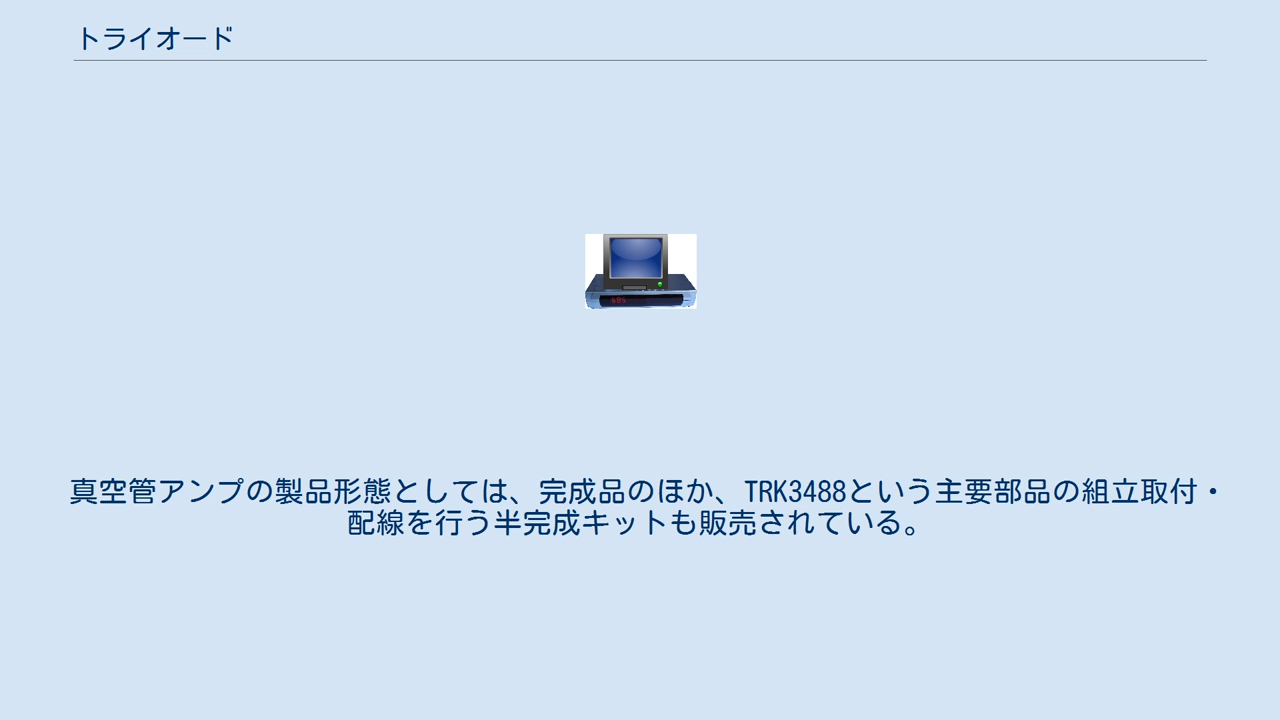 トライオード
真空管アンプの製品形態としては、完成品のほか、TRK3488という主要部品の組立取付・
配線を行う半完成キットも販売されている。